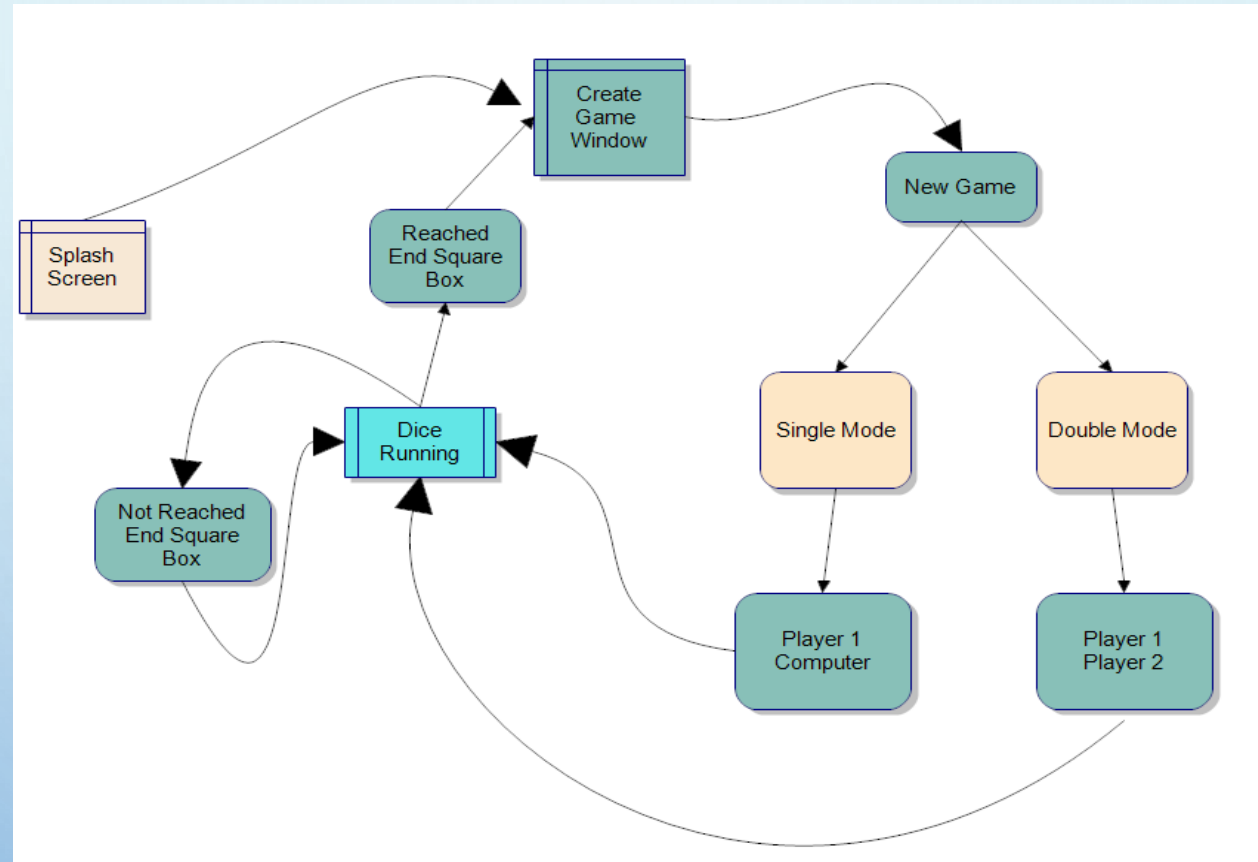 Create
Game
Window
New Game
Splash
Screen
Reached
End Square
Box
Dice
Running
Single Mode
Double Mode
Not Reached
End Square
Box
Player 1
Computer
Player 1
Player 2